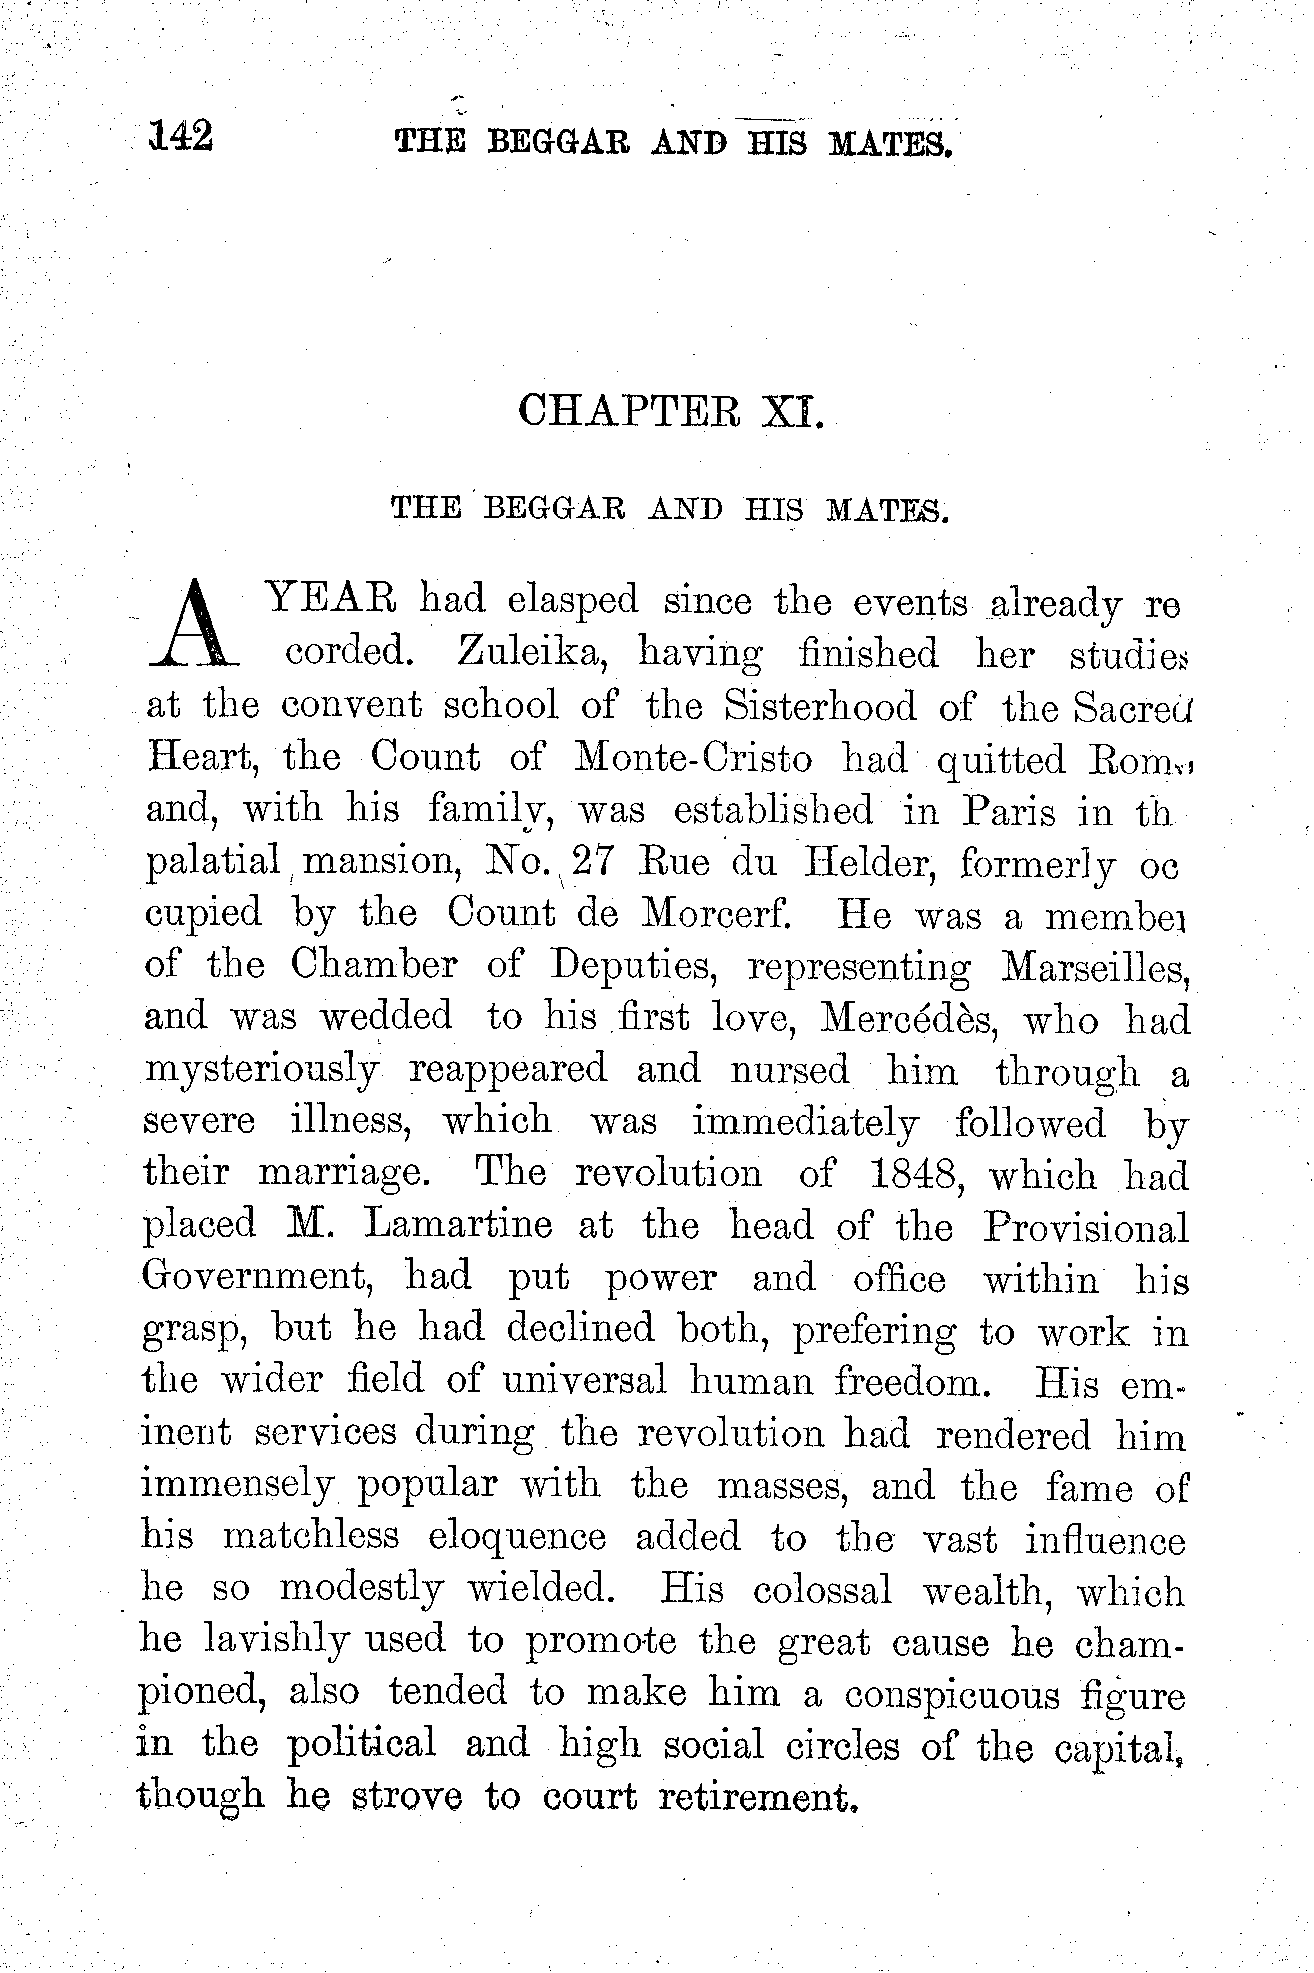 142 THE BEGGAR AND HIS MATES.
CHAPTER XI.
THE BEGGAR AND HIS MATES.
A YEAR had elasped since the events already re
corded. Zuleika, having finished her studies
at the convent school of the Sisterhood of the Sacred
Heart, the Count of Monte-Cristo had quitted Rom
and, with his family, was established in Paris in th
palatial mansion, No. 27 Rue du Helder, formerly oc
cupied by the Count de Morcerf. He was a member
of the Chamber of Deputies, representing Marseilles,
and was wedded to his first love, Mercédès, who had
mysteriously reappeared and nursed him through a
severe illness, which was immediately followed by
their marriage. The revolution of 1848, which had
placed M. Lamartine at the head of the Provisional
Government, had put power and office within his
grasp, but he had declined both, prefering to work in
the wider field of universal human freedom. His em-
inent services during the revolution had rendered him
immensely popular with the masses, and the fame of
his matchless eloquence added to the vast influence
he so modestly wielded. His colossal wealth, which
he lavishly used to promote the great cause he cham-
pioned, also tended to make him a conspicuous figure
in the political and high social circles of the capital,
though he strove to court retirement.